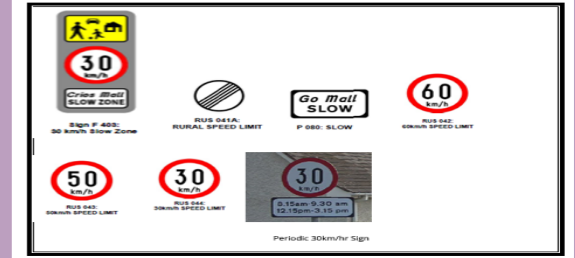 30
km/h
Crios Mall
SLOW ZONE
Sign F 403:
30 km/h Slow Zone
RUS 041A:
RURAL SPEED LIMIT
Go Mall
SLOW
P 080: SLOW
60
km/h
RUS 042:
60km/h SPEED LIMIT
50
km/h
RUS 043:
50km/h SPEED LIMIT
30
km/h
RUS 044:
30km/h SPEED LIMIT
30
km/h
9.15am-9.30 am
12.15pm-3.15 pm
Periodic 30km/hr Sign